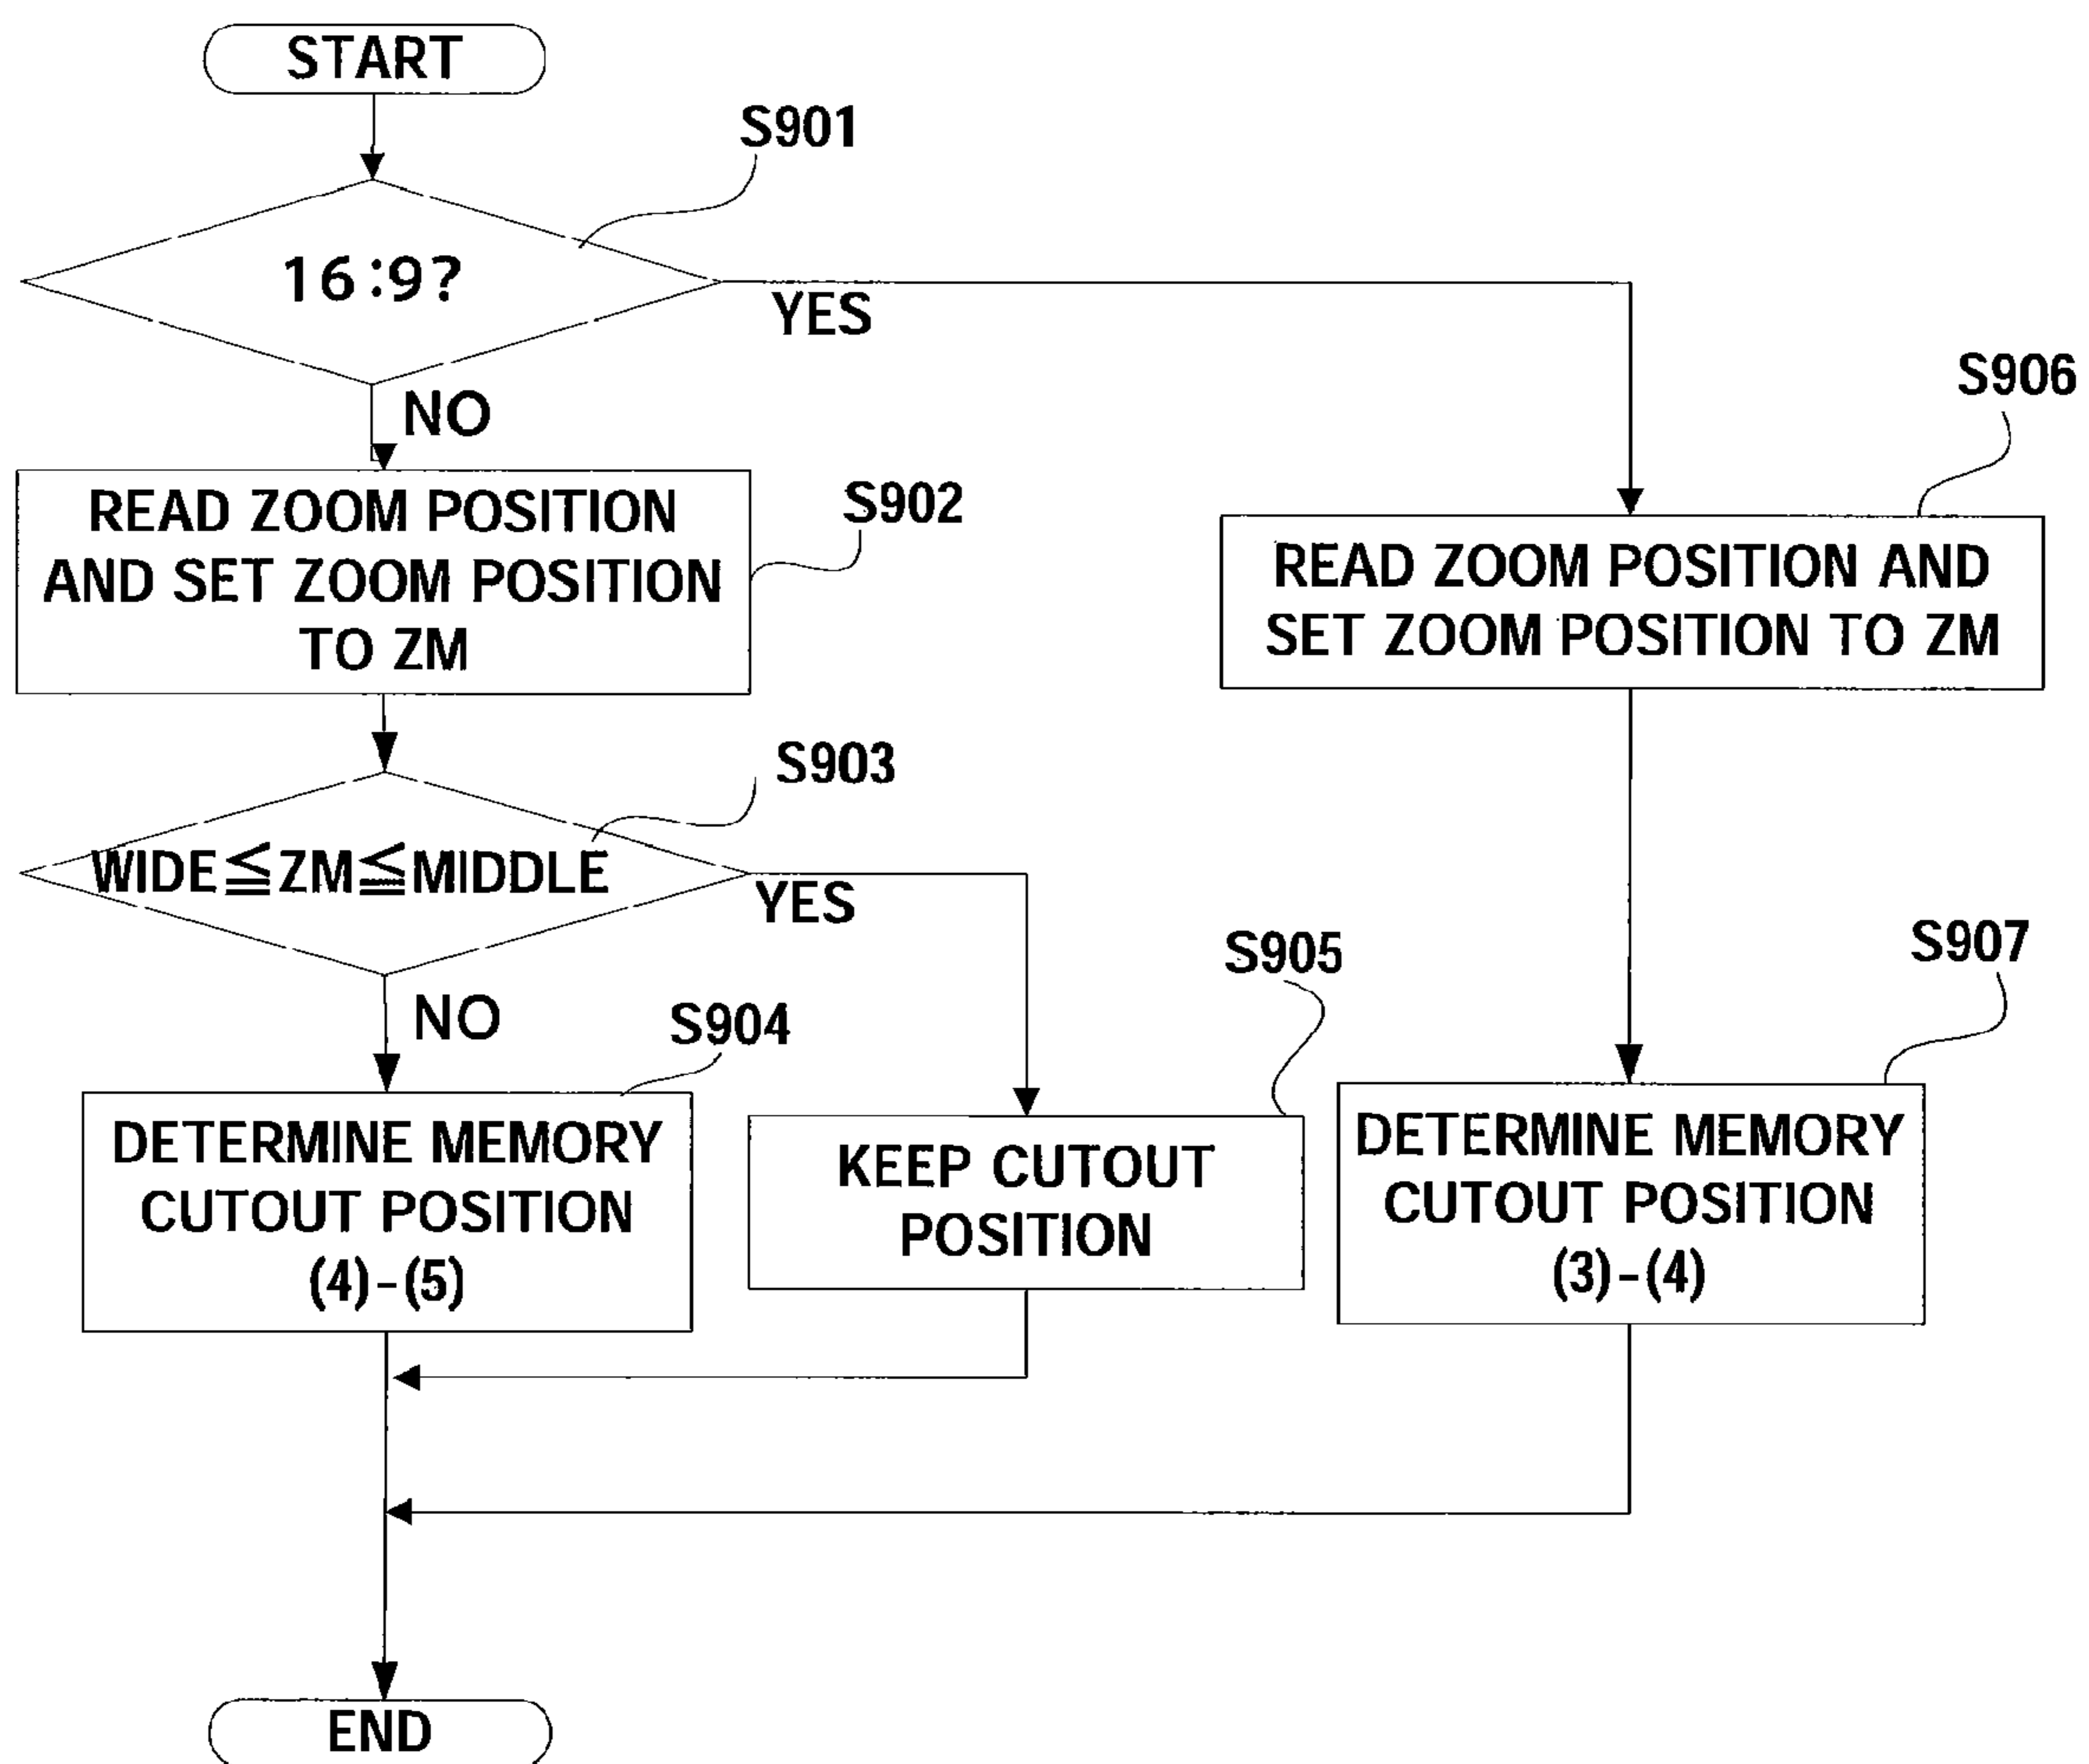 START
S901
16:9?
YES
NO
S906
READ ZOOM POSITION
AND SET ZOOM POSITION
TO ZM
S902
READ ZOOM POSITION AND
SET ZOOM POSITION TO ZM
S903
WIDE≦ZM≦MIDDLE
YES
NO
S904
S905
S907
DETERMINE MEMORY
CUTOUT POSITION
(4)-(5)
KEEP CUTOUT
POSITION
DETERMINE MEMORY
CUTOUT POSITION
(3)-(4)
END